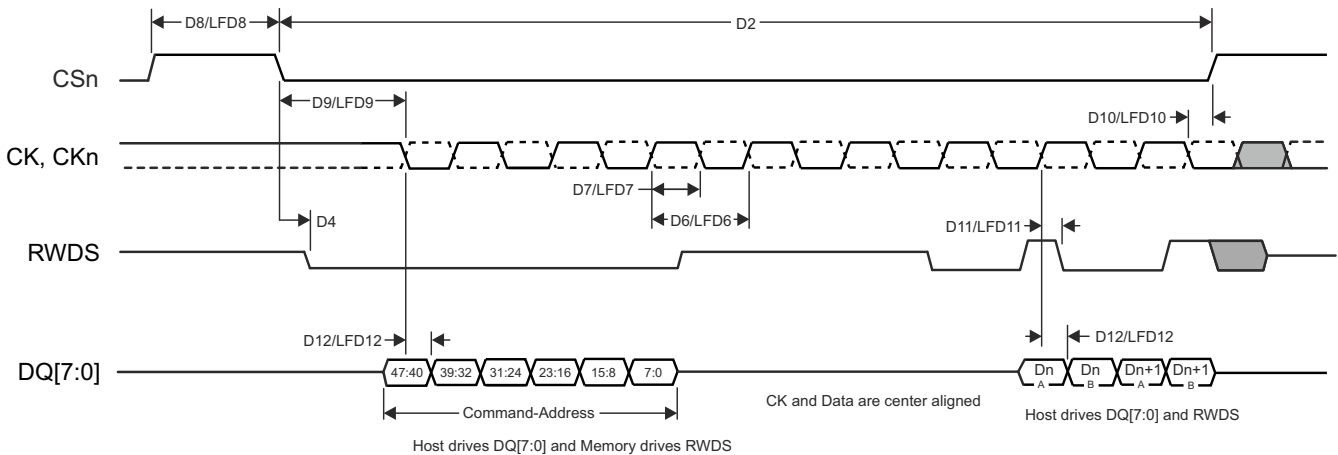 D8/LFD8
D2
CSn
D9/LFD9
D10/LFD10
CK, CKn
D7/LFD7
D4
D6/LFD6
D11/LFD11
RWDS
D12/LFD12
D12/LFD12
DQ[7:0]
47:40 39:32 31:24 23:16 15:8 7:0
Dn A Dn B Dn+1 A Dn+1 B
Command-Address
CK and Data are center aligned
Host drives DQ[7:0] and RWDS
Host drives DQ[7:0] and Memory drives RWDS